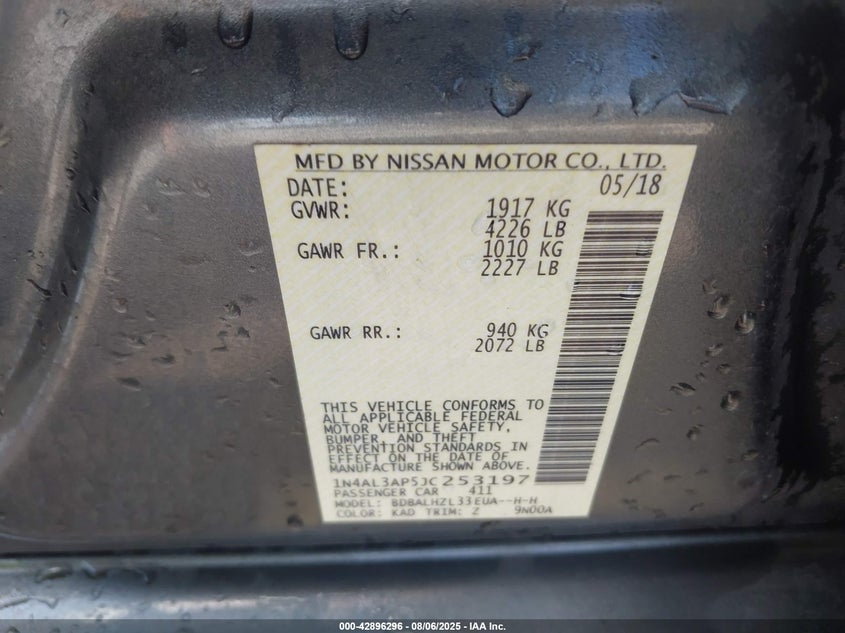 MFD BY NISSAN MOTOR CO., LTD.
DATE: 05/18
GVWR: 1917 KG
4226 LB
GAWR FR.: 1010 KG
2227 LB
GAWR RR.: 940 KG
2072 LB
THIS VEHICLE CONFORMS TO
ALL APPLICABLE FEDERAL
MOTOR VEHICLE SAFETY,
BUMPER, AND THEFT
PREVENTION STANDARDS IN
EFFECT ON THE DATE OF
MANUFACTURE SHOWN ABOVE.
1N4AL3AP5JC253197
PASSENGER CAR 411
MODEL: BDBALHZL33EUA--H-H
COLOR: KAD TRIM: Z 9N00A
000-42896296 - 08/06/2025 - IAA Inc.